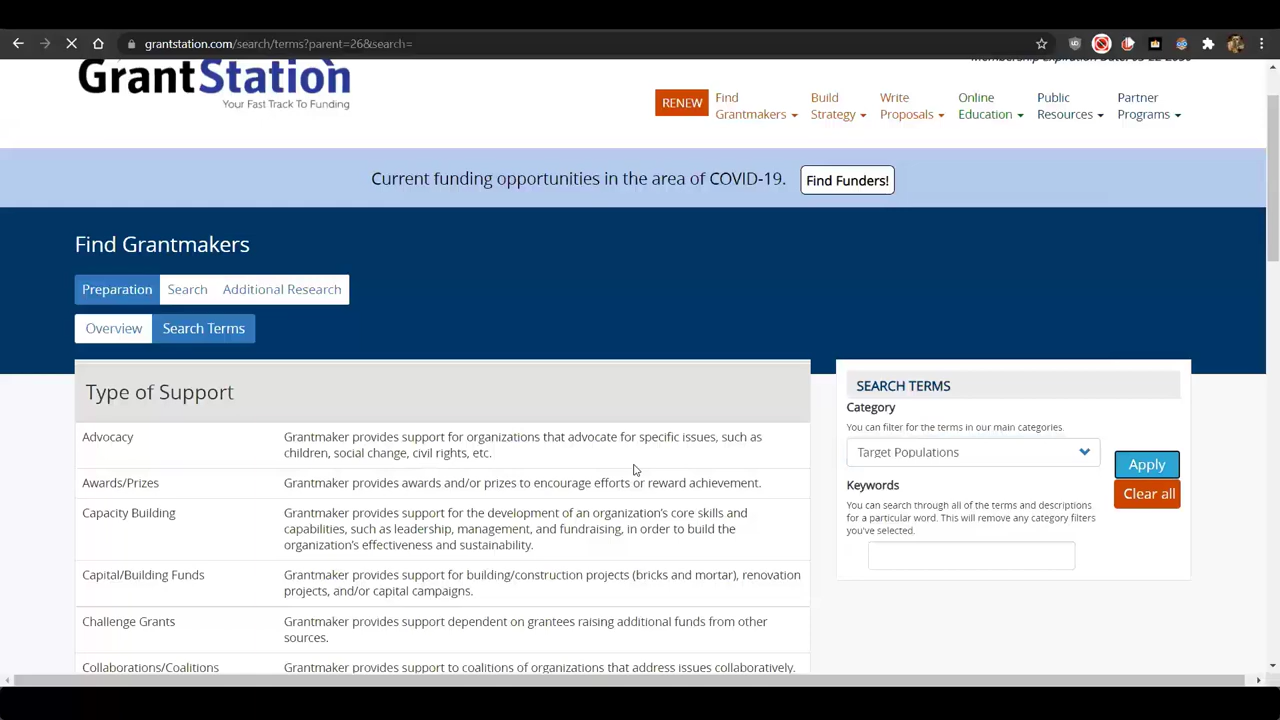 grantstation.com/search/terms?parent=26&search=
GrantStation
Your Fast Track To Funding
RENEW
Find Grantmakers
Build Strategy
Write Proposals
Online Education
Public Resources
Partner Programs
Current funding opportunities in the area of COVID-19. Find Funders!
Find Grantmakers
Preparation Search Additional Research
Overview Search Terms
Type of Support
Advocacy Grantmaker provides support for organizations that advocate for specific issues, such as
children, social change, civil rights, etc.
Awards/Prizes Grantmaker provides awards and/or prizes to encourage efforts or reward achievement.
Capacity Building Grantmaker provides support for the development of an organization's core skills and
capabilities, such as leadership, management, and fundraising, in order to build the
organization's effectiveness and sustainability.
Capital/Building Funds Grantmaker provides support for building/construction projects (bricks and mortar), renovation
projects, and/or capital campaigns.
Challenge Grants Grantmaker provides support dependent on grantees raising additional funds from other
sources.
Collaborations/Coalitions Grantmaker provides support to coalitions of organizations that address issues collaboratively.
SEARCH TERMS
Category
You can filter for the terms in our main categories.
Target Populations
Apply
Keywords
Clear all
You can search through all of the terms and descriptions
for a particular word. This will remove any category filters
you've selected.